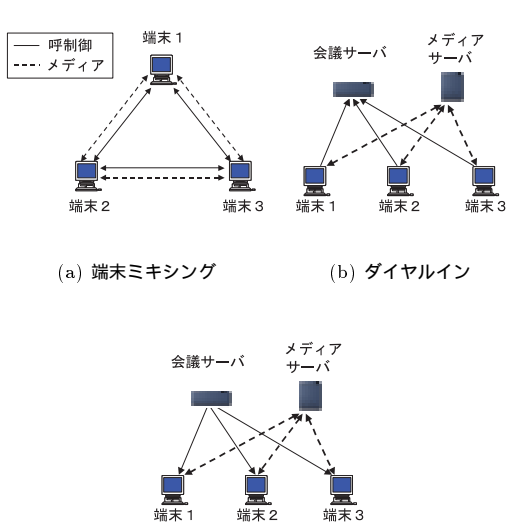 呼制御
メディア
端末1
端末2
端末3
(a) 端末ミキシング
会議サーバ
メディア
サーバ
端末1
端末2
端末3
(b) ダイヤルイン
会議サーバ
メディア
サーバ
端末1
端末2
端末3